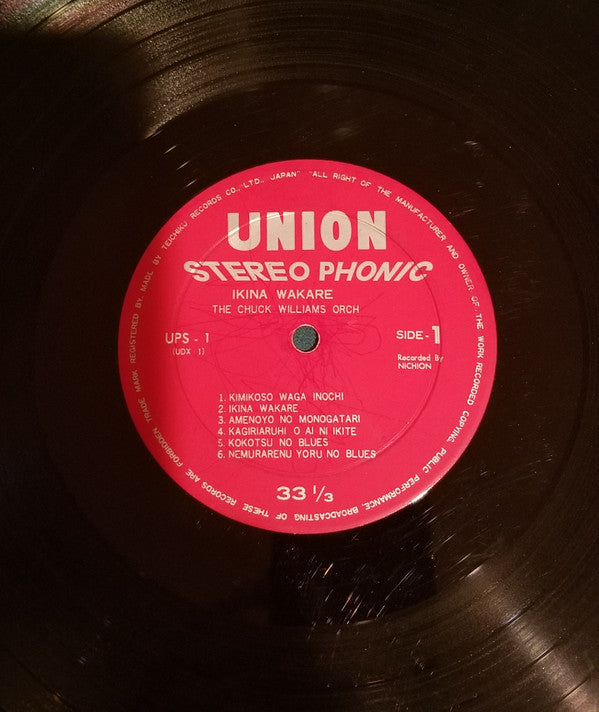 MADE BY TEICHIKU RECORDS CO., LTD., JAPAN ALL RIGHT OF THE MANUFACTURER AND OWNER OF THE WORK RECORDED COPYING, PUBLIC PERFORMANCE, BROADCASTING OF THESE RECORDS ARE FORBIDDEN TRADE MARK REGISTERED BY.
UNION
STEREO PHONIC
IKINA WAKARE
THE CHUCK WILLIAMS ORCH
UPS - 1
(UDX 1)
SIDE - 1
Recorded By
NICHION
1. KIMIKOSO WAGA INOCHI
2. IKINA WAKARE
3. AMENOYO NO MONOGATARI
4. KAGIRIARUHI O AI NI IKITE
5. KOKOTSU NO BLUES
6. NEMURARENU YORU NO BLUES
33 1/3